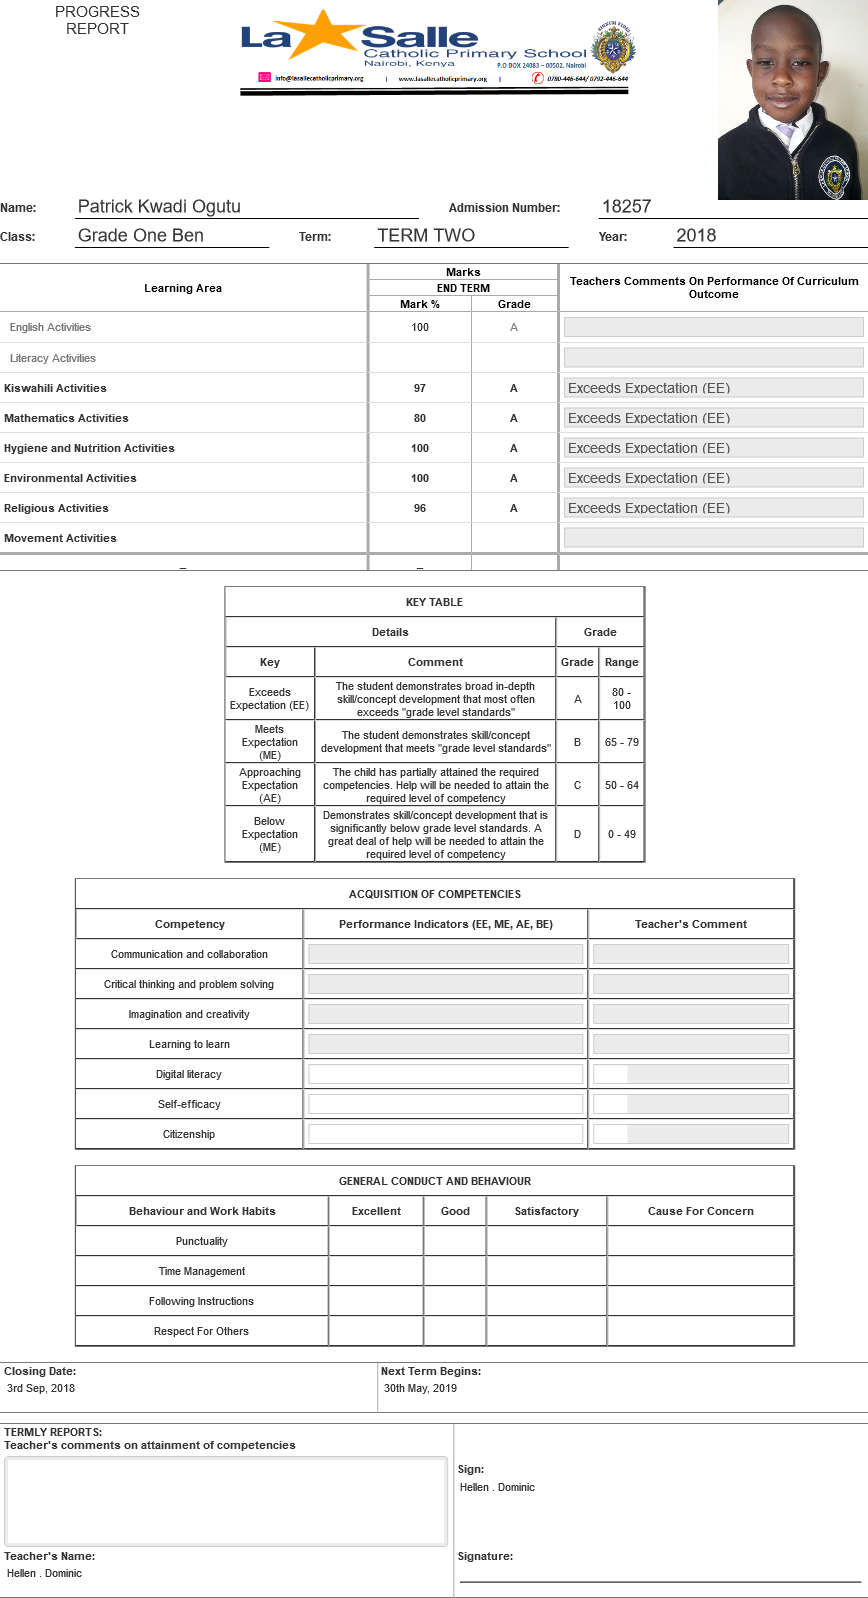 PROGRESS
REPORT
La Salle
Catholic Primary School
Nairobi, Kenya
P.O BOX 24083 – 00502, Nairobi
info@lasallecatholicprimary.org | www.lasallecatholicprimary.org | 0780-446-644/ 0792-446-644
Name: Patrick Kwadi Ogutu Admission Number: 18257
Class: Grade One Ben Term: TERM TWO Year: 2018
Learning Area Marks Teachers Comments On Performance Of Curriculum Outcome
END TERM
Mark % Grade
English Activities 100 A
Literacy Activities
Kiswahili Activities 97 A Exceeds Expectation (EE)
Mathematics Activities 80 A Exceeds Expectation (EE)
Hygiene and Nutrition Activities 100 A Exceeds Expectation (EE)
Environmental Activities 100 A Exceeds Expectation (EE)
Religious Activities 96 A Exceeds Expectation (EE)
Movement Activities
_ _
KEY TABLE
Details Grade
Key Comment Grade Range
Exceeds Expectation (EE) The student demonstrates broad in-depth skill/concept development that most often exceeds "grade level standards" A 80 - 100
Meets Expectation (ME) The student demonstrates skill/concept development that meets "grade level standards" B 65 - 79
Approaching Expectation (AE) The child has partially attained the required competencies. Help will be needed to attain the required level of competency C 50 - 64
Below Expectation (ME) Demonstrates skill/concept development that is significantly below grade level standards. A great deal of help will be needed to attain the required level of competency D 0 - 49
ACQUISITION OF COMPETENCIES
Competency Performance Indicators (EE, ME, AE, BE) Teacher's Comment
Communication and collaboration
Critical thinking and problem solving
Imagination and creativity
Learning to learn
Digital literacy
Self-efficacy
Citizenship
GENERAL CONDUCT AND BEHAVIOUR
Behaviour and Work Habits Excellent Good Satisfactory Cause For Concern
Punctuality
Time Management
Following Instructions
Respect For Others
Closing Date: Next Term Begins:
3rd Sep, 2018 30th May, 2019
TERMLY REPORTS:
Teacher's comments on attainment of competencies
Sign:
Hellen . Dominic
Teacher's Name: Signature:
Hellen . Dominic